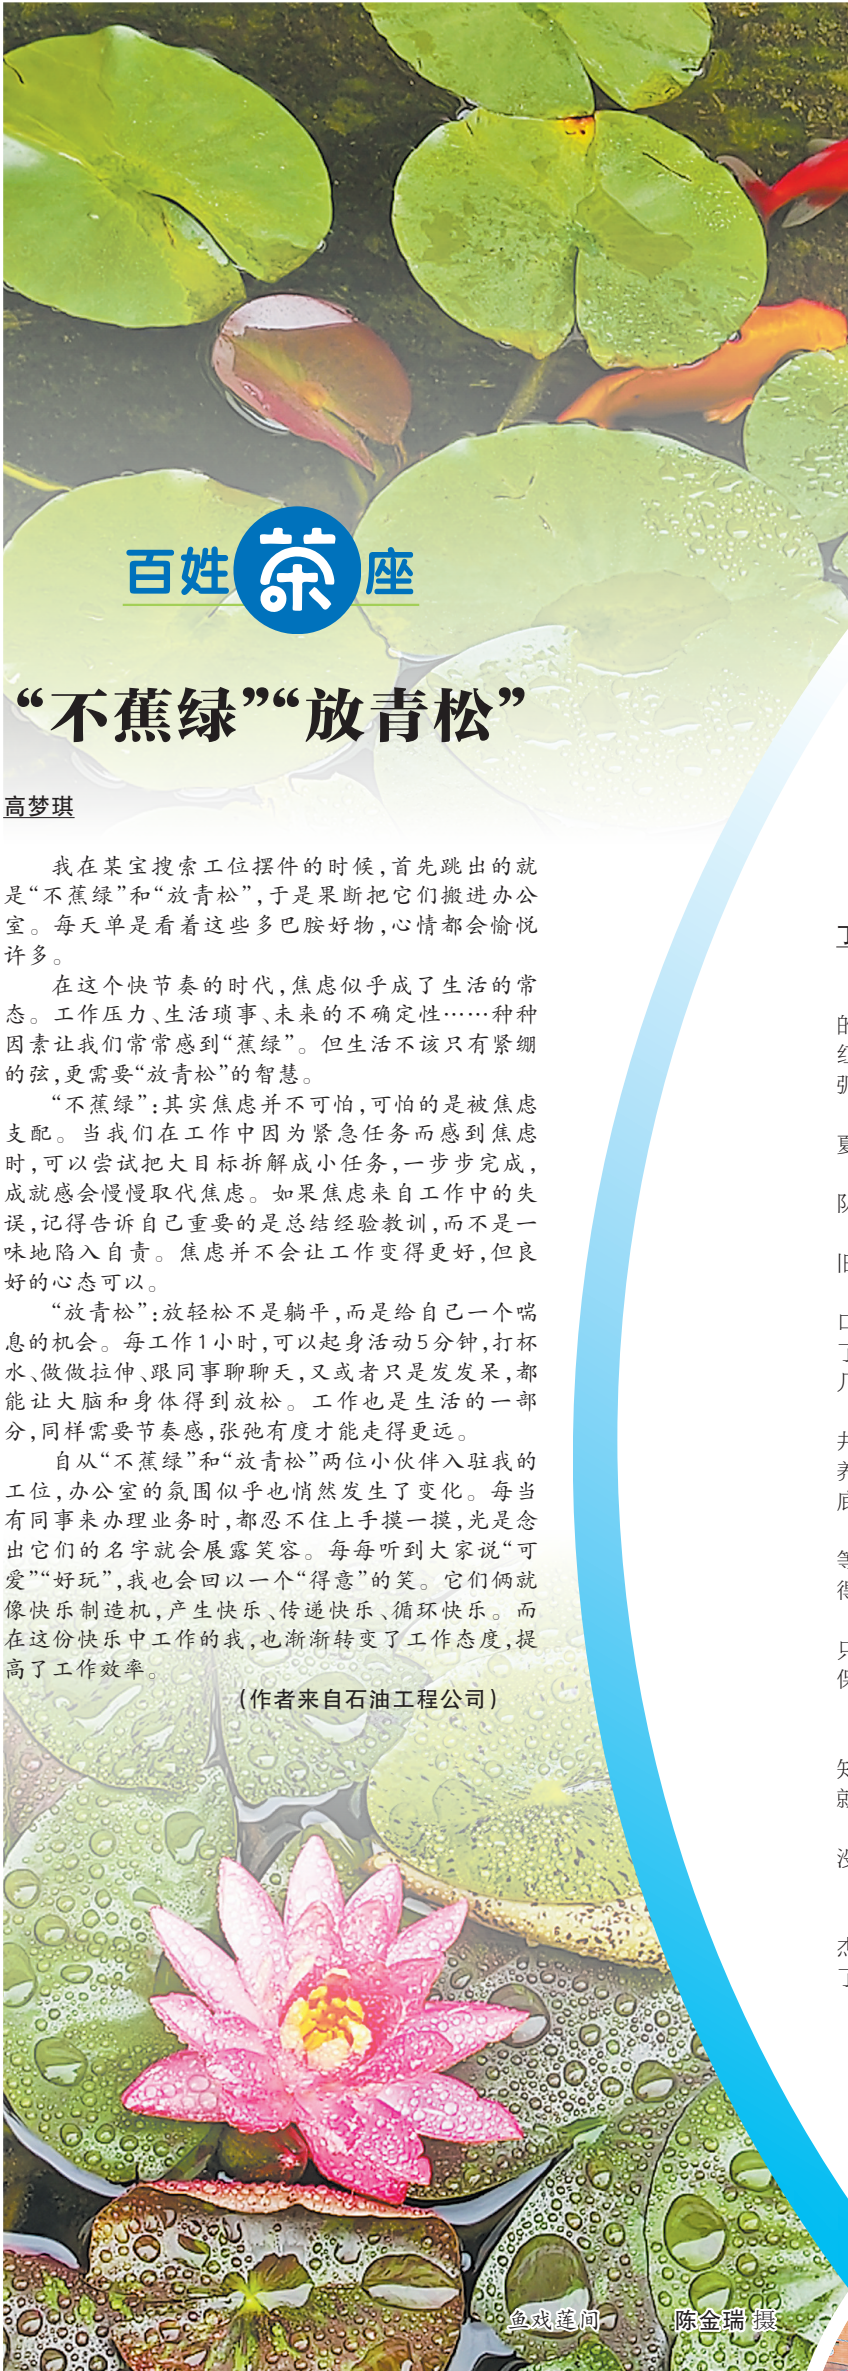 百姓茶座
“不蕉绿”“放青松”
高梦琪
我在某宝搜索工位摆件的时候，首先跳出的就
是“不蕉绿”和“放青松”，于是果断把它们搬进办公
室。每天单是看着这些多巴胺好物，心情都会愉悦
许多。
在这个快节奏的时代，焦虑似乎成了生活的常
态。工作压力、生活琐事、未来的不确定性……种种
因素让我们常常感到“蕉绿”。但生活不该只有紧绷
的弦，更需要“放青松”的智慧。
“不蕉绿”：其实焦虑并不可怕，可怕的是被焦虑
支配。当我们在工作中因为紧急任务而感到焦虑
时，可以尝试把大目标拆解成小任务，一步步完成，
成就感会慢慢取代焦虑。如果焦虑来自工作中的失
误，记得告诉自己重要的是总结经验教训，而不是一
味地陷入自责。焦虑并不会让工作变得更好，但良
好的心态可以。
“放青松”：放轻松不是躺平，而是给自己一个喘
息的机会。每工作1小时，可以起身活动5分钟，打杯
水、做做拉伸、跟同事聊聊天，又或者只是发发呆，都
能让大脑和身体得到放松。工作也是生活的一部
分，同样需要节奏感，张弛有度才能走得更远。
自从“不蕉绿”和“放青松”两位小伙伴入驻我的
工位，办公室的氛围似乎也悄然发生了变化。每当
有同事来办理业务时，都忍不住上手摸一摸，光是念
出它们的名字就会展露笑容。每每听到大家说“可
爱”“好玩”，我也会回以一个“得意”的笑。它们俩就
像快乐制造机，产生快乐、传递快乐、循环快乐。而
在这份快乐中工作的我，也渐渐转变了工作态度，提
高了工作效率。
（作者来自石油工程公司）
鱼戏莲间 陈金瑞 摄